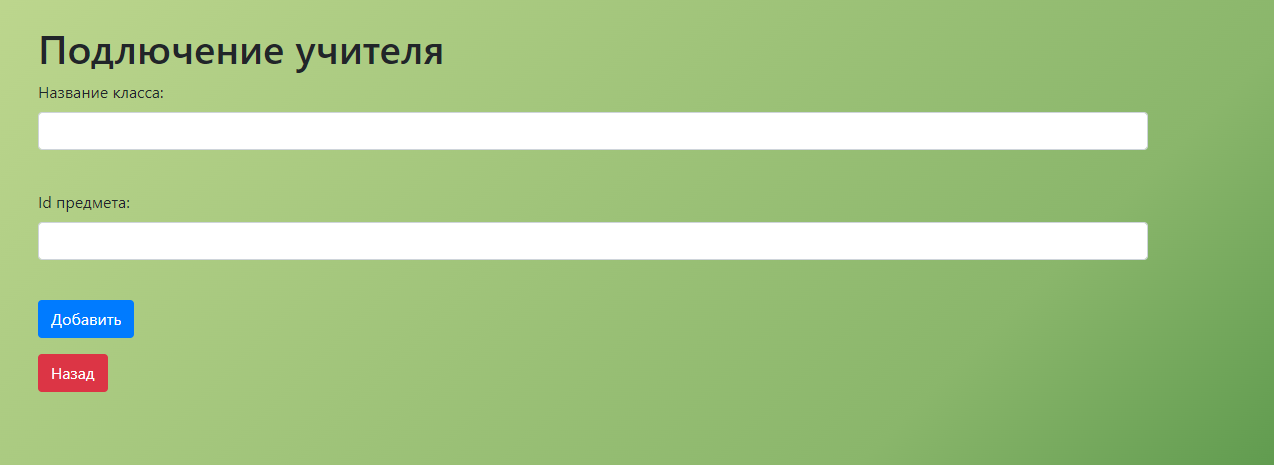 Подлючение учителя
Название класса:
Id предмета:
Добавить
Назад